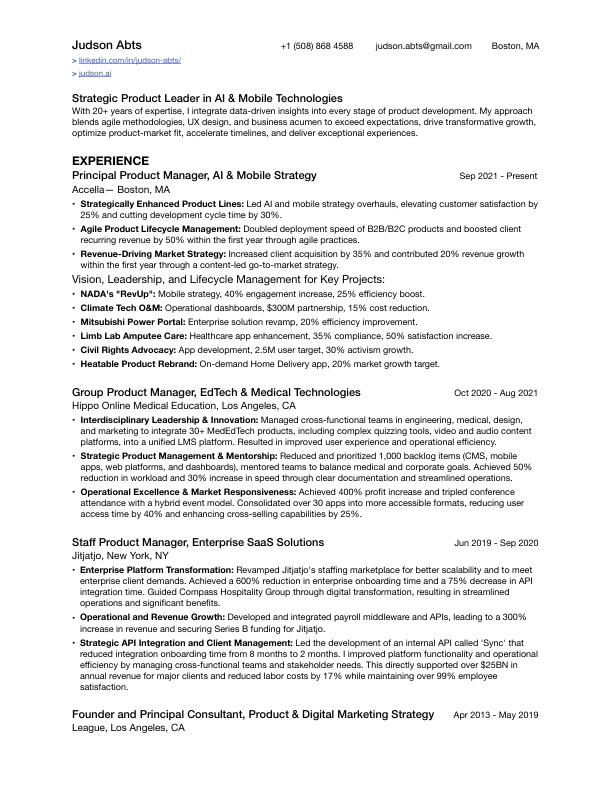 Judson Abts +1 (508) 868 4588 judson.abts@gmail.com Boston, MA
> linkedin.com/in/judson-abts/
> judson.ai
Strategic Product Leader in AI & Mobile Technologies
With 20+ years of expertise, I integrate data-driven insights into every stage of product development. My approach
blends agile methodologies, UX design, and business acumen to exceed expectations, drive transformative growth,
optimize product-market fit, accelerate timelines, and deliver exceptional experiences.
EXPERIENCE
Principal Product Manager, AI & Mobile Strategy Sep 2021 - Present
Accella— Boston, MA
• Strategically Enhanced Product Lines: Led AI and mobile strategy overhauls, elevating customer satisfaction by
25% and cutting development cycle time by 30%.
• Agile Product Lifecycle Management: Doubled deployment speed of B2B/B2C products and boosted client
recurring revenue by 50% within the first year through agile practices.
• Revenue-Driving Market Strategy: Increased client acquisition by 35% and contributed 20% revenue growth
within the first year through a content-led go-to-market strategy.
Vision, Leadership, and Lifecycle Management for Key Projects:
• NADA's "RevUp": Mobile strategy, 40% engagement increase, 25% efficiency boost.
• Climate Tech O&M: Operational dashboards, $300M partnership, 15% cost reduction.
• Mitsubishi Power Portal: Enterprise solution revamp, 20% efficiency improvement.
• Limb Lab Amputee Care: Healthcare app enhancement, 35% compliance, 50% satisfaction increase.
• Civil Rights Advocacy: App development, 2.5M user target, 30% activism growth.
• Heatable Product Rebrand: On-demand Home Delivery app, 20% market growth target.
Group Product Manager, EdTech & Medical Technologies Oct 2020 - Aug 2021
Hippo Online Medical Education, Los Angeles, CA
• Interdisciplinary Leadership & Innovation: Managed cross-functional teams in engineering, medical, design,
and marketing to integrate 30+ MedEdTech products, including complex quizzing tools, video and audio content
platforms, into a unified LMS platform. Resulted in improved user experience and operational efficiency.
• Strategic Product Management & Mentorship: Reduced and prioritized 1,000 backlog items (CMS, mobile
apps, web platforms, and dashboards), mentored teams to balance medical and corporate goals. Achieved 50%
reduction in workload and 30% increase in speed through clear documentation and streamlined operations.
• Operational Excellence & Market Responsiveness: Achieved 400% profit increase and tripled conference
attendance with a hybrid event model. Consolidated over 30 apps into more accessible formats, reducing user
access time by 40% and enhancing cross-selling capabilities by 25%.
Staff Product Manager, Enterprise SaaS Solutions Jun 2019 - Sep 2020
Jitjatjo, New York, NY
• Enterprise Platform Transformation: Revamped Jitjatjo's staffing marketplace for better scalability and to meet
enterprise client demands. Achieved a 600% reduction in enterprise onboarding time and a 75% decrease in API
integration time. Guided Compass Hospitality Group through digital transformation, resulting in streamlined
operations and significant benefits.
• Operational and Revenue Growth: Developed and integrated payroll middleware and APIs, leading to a 300%
increase in revenue and securing Series B funding for Jitjatjo.
• Strategic API Integration and Client Management: Led the development of an internal API called 'Sync' that
reduced integration onboarding time from 8 months to 2 months. I improved platform functionality and operational
efficiency by managing cross-functional teams and stakeholder needs. This directly supported over $25BN in
annual revenue for major clients and reduced labor costs by 17% while maintaining over 99% employee
satisfaction.
Founder and Principal Consultant, Product & Digital Marketing Strategy Apr 2013 - May 2019
League, Los Angeles, CA